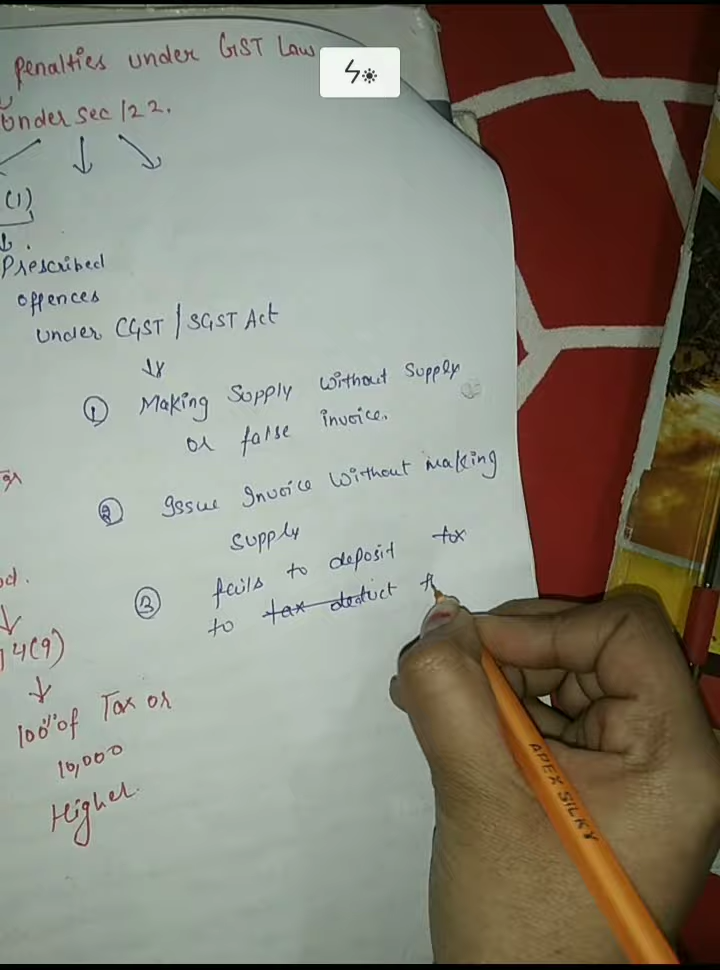 Penalties under GST Law
Under Sec 122.
(1)
Prescribed
offences
under CGST / SGST Act
① Making Supply without Supply
or false invoice.
② Issue Invoice without making
supply
③ fails to deposit tax
to tax deduct
4(9)
100% of Tax or
10,000
Higher.
APEX SILKY